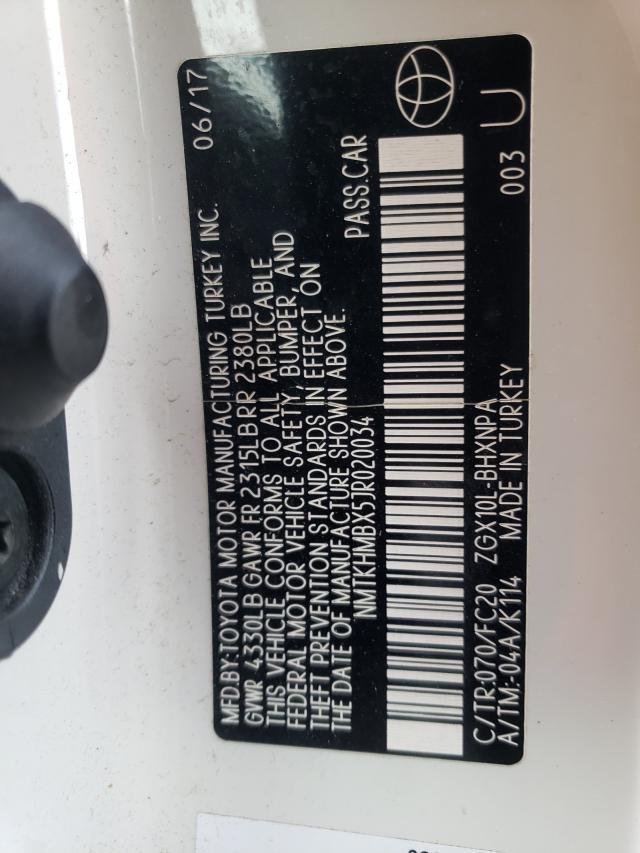 MFD.BY:TOYOTA MOTOR MANUFACTURING TURKEY INC. 06/17
GVWR 4330LB GAWR FR 2315LB RR 2380LB
THIS VEHICLE CONFORMS TO ALL APPLICABLE
FEDERAL MOTOR VEHICLE SAFETY, BUMPER, AND
THEFT PREVENTION STANDARDS IN EFFECT ON
THE DATE OF MANUFACTURE SHOWN ABOVE.
NMTKHMBX5JR020034 PASS.CAR
C/TR:070/FC20 ZGX10L-BHXNPA 003 U
A/TM:-04A/K114 MADE IN TURKEY